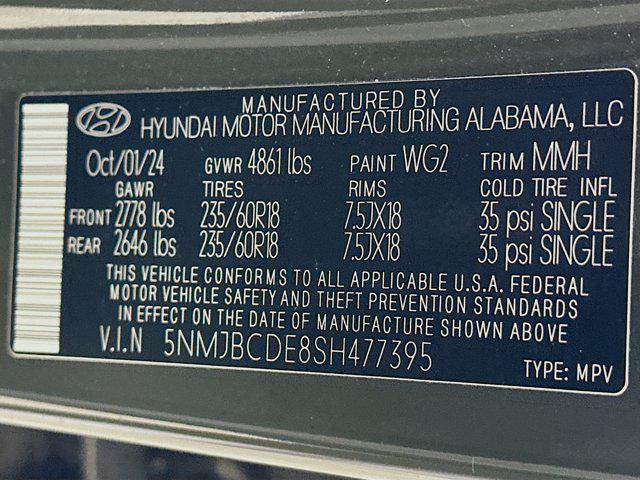 MANUFACTURED BY
HYUNDAI MOTOR MANUFACTURING ALABAMA, LLC
Oct/01/24 GVWR 4861 lbs PAINT WG2 TRIM MMH
GAWR TIRES RIMS COLD TIRE INFL
FRONT 2778 lbs 235/60R18 7.5JX18 35 psi SINGLE
REAR 2646 lbs 235/60R18 7.5JX18 35 psi SINGLE
THIS VEHICLE CONFORMS TO ALL APPLICABLE U.S.A. FEDERAL
MOTOR VEHICLE SAFETY AND THEFT PREVENTION STANDARDS
IN EFFECT ON THE DATE OF MANUFACTURE SHOWN ABOVE
V.I.N 5NMJBCDE8SH477395
TYPE: MPV